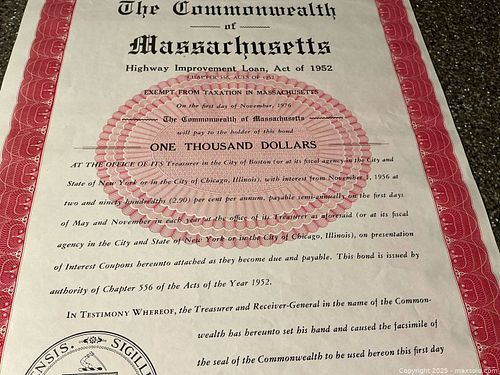 The Commonwealth
of
Massachusetts
Highway Improvement Loan, Act of 1952
CHAPTER 556, ACTS OF 1952
EXEMPT FROM TAXATION IN MASSACHUSETTS
On the first day of November, 1976
The Commonwealth of Massachusetts
will pay to the holder of this bond
ONE THOUSAND DOLLARS
AT THE OFFICE OF ITS Treasurer in the City of Boston (or at its fiscal agency in the City and
State of New York or in the City of Chicago, Illinois), with interest from November 1, 1956 at
two and ninety hundredths (2.90) per cent per annum, payable semi-annually on the first days
of May and November in each year at the office of its Treasurer as aforesaid (or at its fiscal
agency in the City and State of New York or in the City of Chicago, Illinois), on presentation
of Interest Coupons hereunto attached as they become due and payable. This bond is issued by
authority of Chapter 556 of the Acts of the Year 1952.
IN TESTIMONY WHEREOF, the Treasurer and Receiver-General in the name of the Common-
wealth has hereunto set his hand and caused the facsimile of
the seal of the Commonwealth to be used hereon this first day
ENSIS. SIGILL
Copyright 2025 - maxsold.com